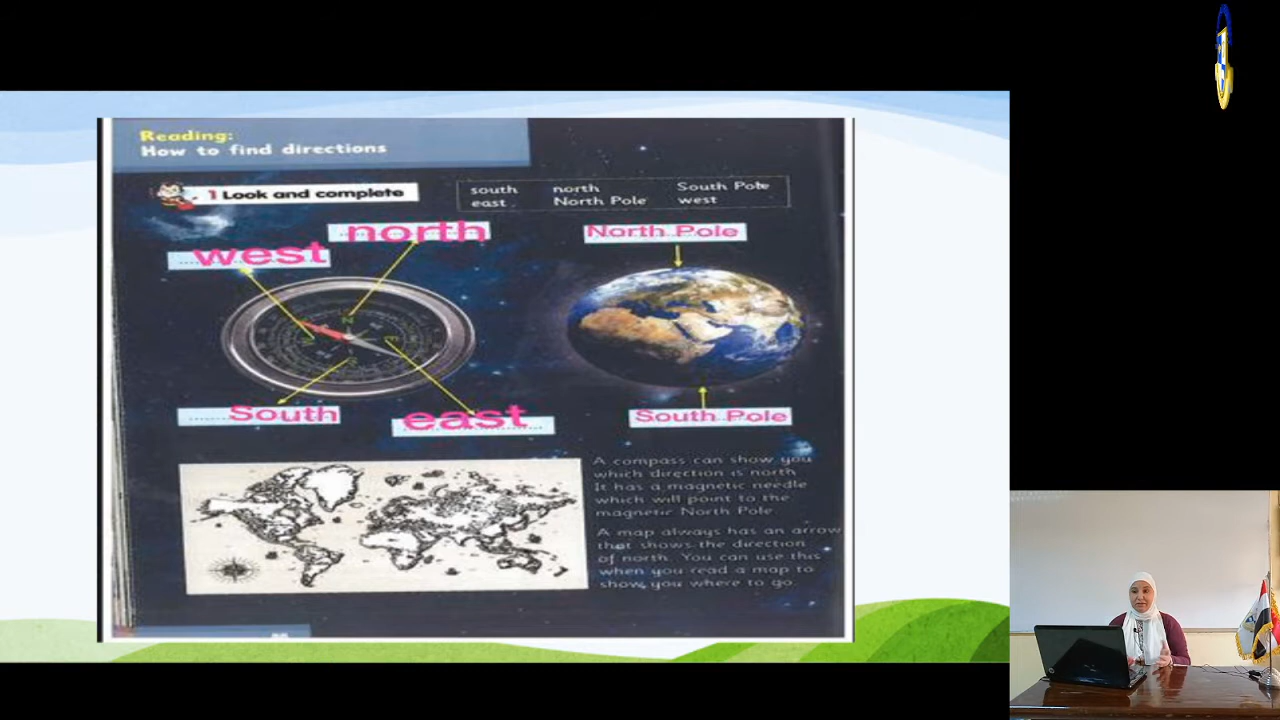 Reading:
How to find directions
1 Look and complete
south north South Pole
east North Pole west
north
west
North Pole
N
South
east
South Pole
A compass can show you
which direction is north
It has a magnetic needle
which will point to the
magnetic North Pole
A map always has an arrow
that shows the direction
of north. You can use this
when you read a map to
show you where to go.